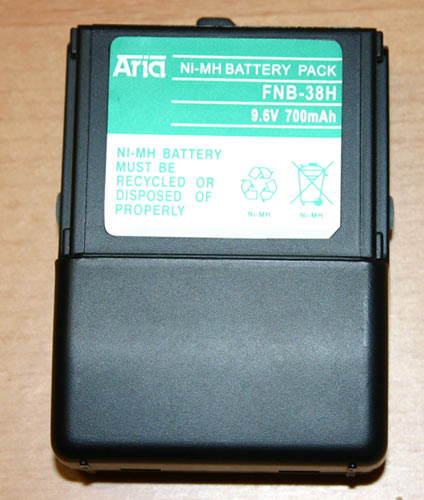 Aria NI-MH BATTERY PACK
FNB-38H
9.6V 700mAh
NI-MH BATTERY
MUST BE
RECYCLED OR
DISPOSED OF
PROPERLY
Ni-MH Ni-MH